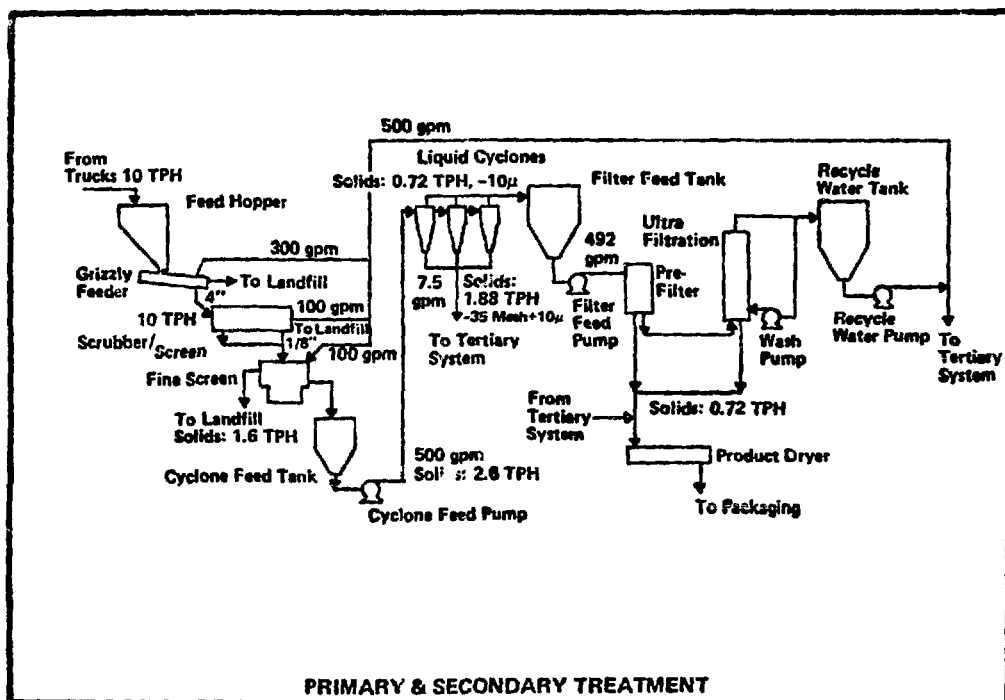 500 gpm
From
Trucks 10 TPH
Feed Hopper
Liquid Cyclones
Solids: 0.72 TPH, -10µ
Filter Feed Tank
Recycle
Water Tank
Ultra
Filtration
300 gpm
Grizzly
Feeder
To Landfill
4"
100 gpm
10 TPH
To Landfill
Scrubber/Screen
1/8"
100 gpm
Fine Screen
To Landfill
Solids: 1.6 TPH
Cyclone Feed Tank
Cyclone Feed Pump
500 gpm
Solids: 2.6 TPH
7.5
gpm
Solids:
1.88 TPH
-35 Mesh+10µ
To Tertiary
System
492
gpm
Filter
Feed
Pump
Pre-
Filter
Wash
Pump
Recycle
Water Pump
To
Tertiary
System
From
Tertiary
System
Solids: 0.72 TPH
Product Dryer
To Packaging
PRIMARY & SECONDARY TREATMENT